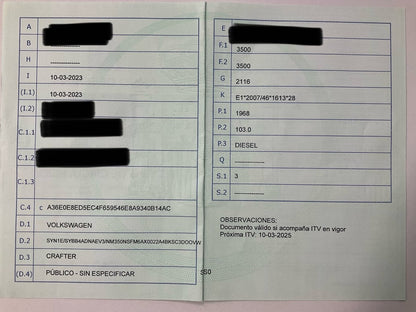 A
B ---------------
H ---------------
I 10-03-2023
(I.1) 10-03-2023
(I.2)
C.1.1
C.1.2
C.1.3
C.4 c A36E0E8ED5EC4F659546E8A9340B14AC
D.1 VOLKSWAGEN
D.2
D.3 CRAFTER
(D.4) PÚBLICO - SIN ESPECIFICAR
E
F.1 3500
F.2 3500
G 2116
K E1*2007/46*1613*28
P.1 1968
P.2 103.0
P.3 DIESEL
Q ---------------
S.1 3
S.2
OBSERVACIONES:
Documento válido si acompaña ITV en vigor
Próxima ITV: 10-03-2025